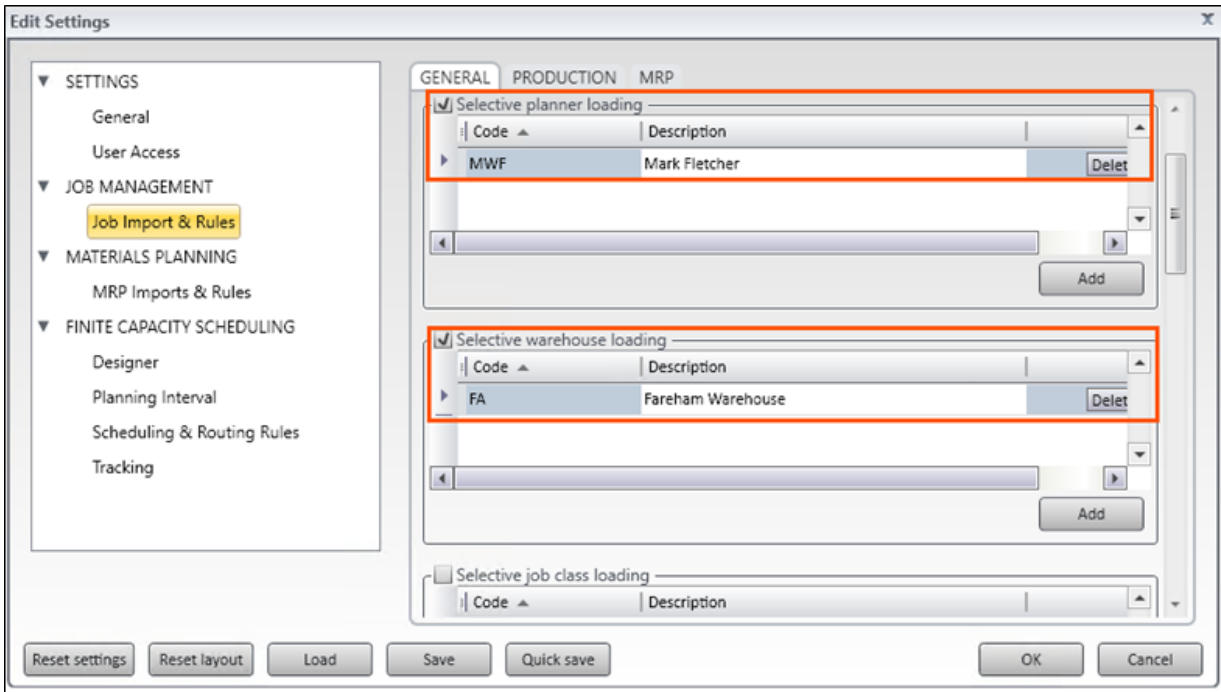 Edit Settings
x
SETTINGS
General
User Access
JOB MANAGEMENT
Job Import & Rules
MATERIALS PLANNING
MRP Imports & Rules
FINITE CAPACITY SCHEDULING
Designer
Planning Interval
Scheduling & Routing Rules
Tracking
GENERAL PRODUCTION MRP
Selective planner loading
Code Description
MWF Mark Fletcher Delet
Add
Selective warehouse loading
Code Description
FA Fareham Warehouse Delet
Add
Selective job class loading
Code Description
Reset settings Reset layout Load Save Quick save OK Cancel